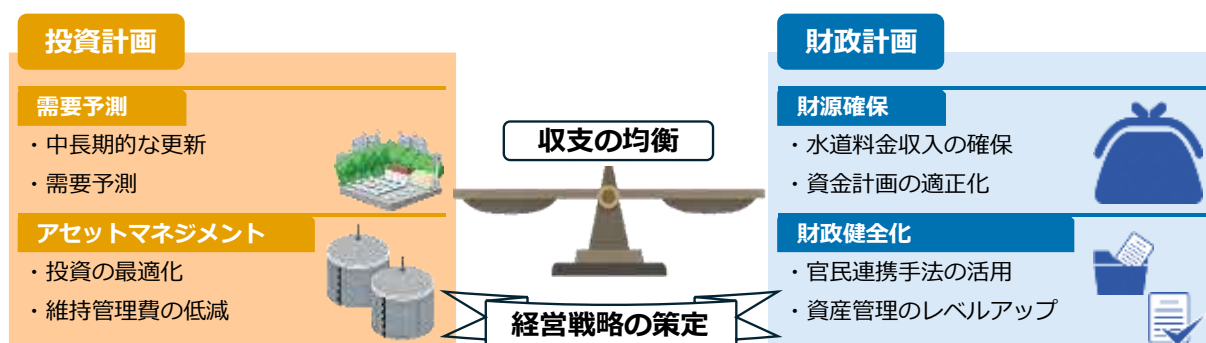 投資計画
需要予測
・中長期的な更新
・需要予測
アセットマネジメント
・投資の最適化
・維持管理費の低減
収支の均衡
経営戦略の策定
財政計画
財源確保
・水道料金収入の確保
・資金計画の適正化
財政健全化
・官民連携手法の活用
・資産管理のレベルアップ